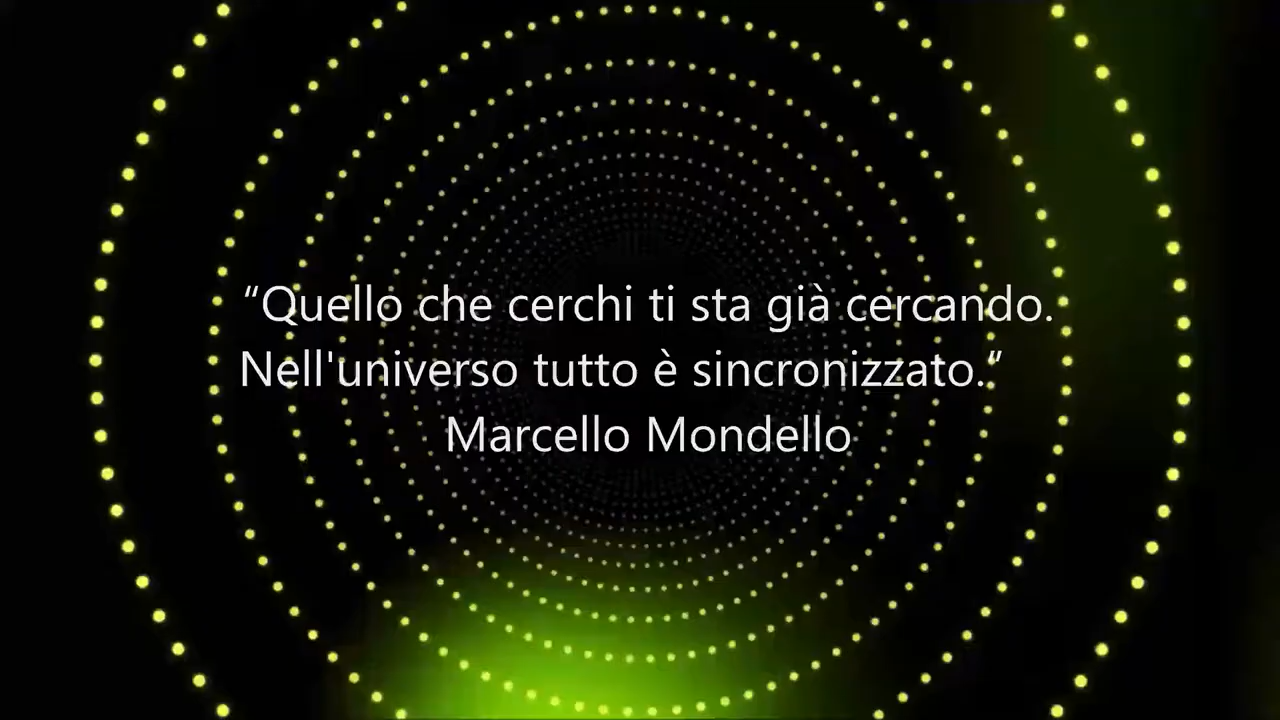 “Quello che cerchi ti sta già cercando.
Nell'universo tutto è sincronizzato.”
Marcello Mondello